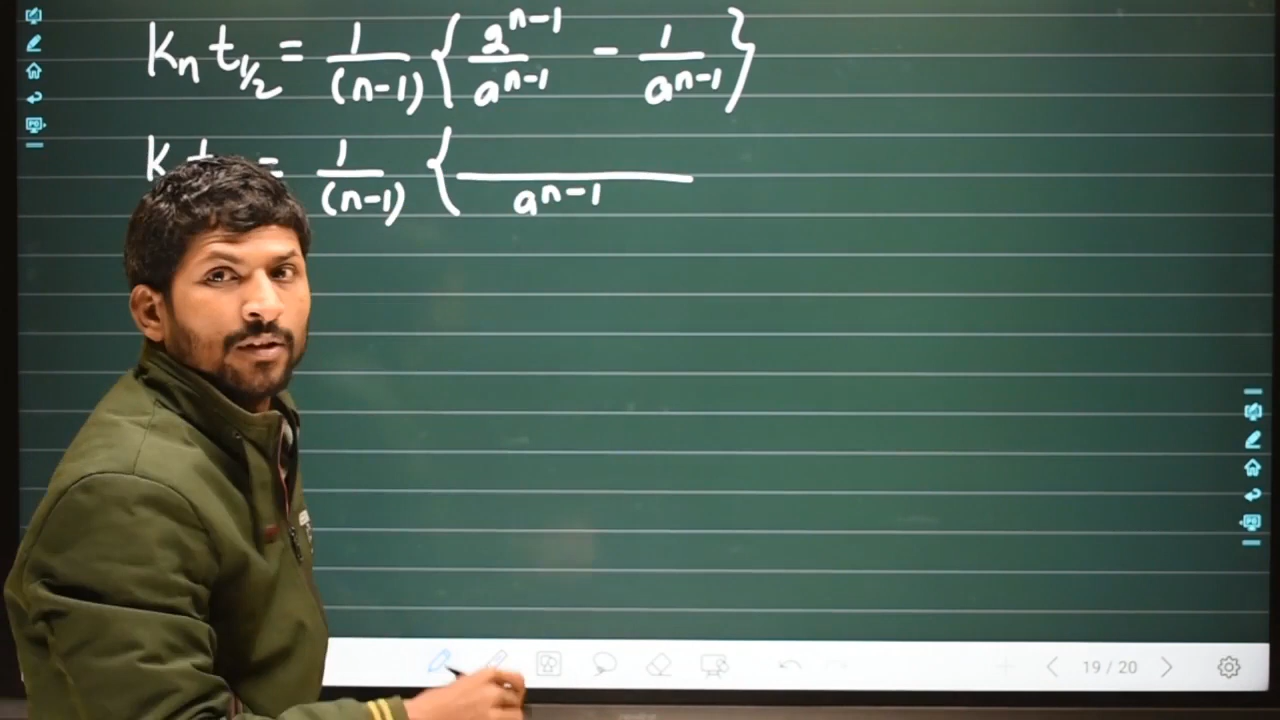 Kn t1/2 = 1/(n-1) { 2^(n-1)/a^(n-1) - 1/a^(n-1) }
K = 1/(n-1) { a^(n-1)
19 / 20